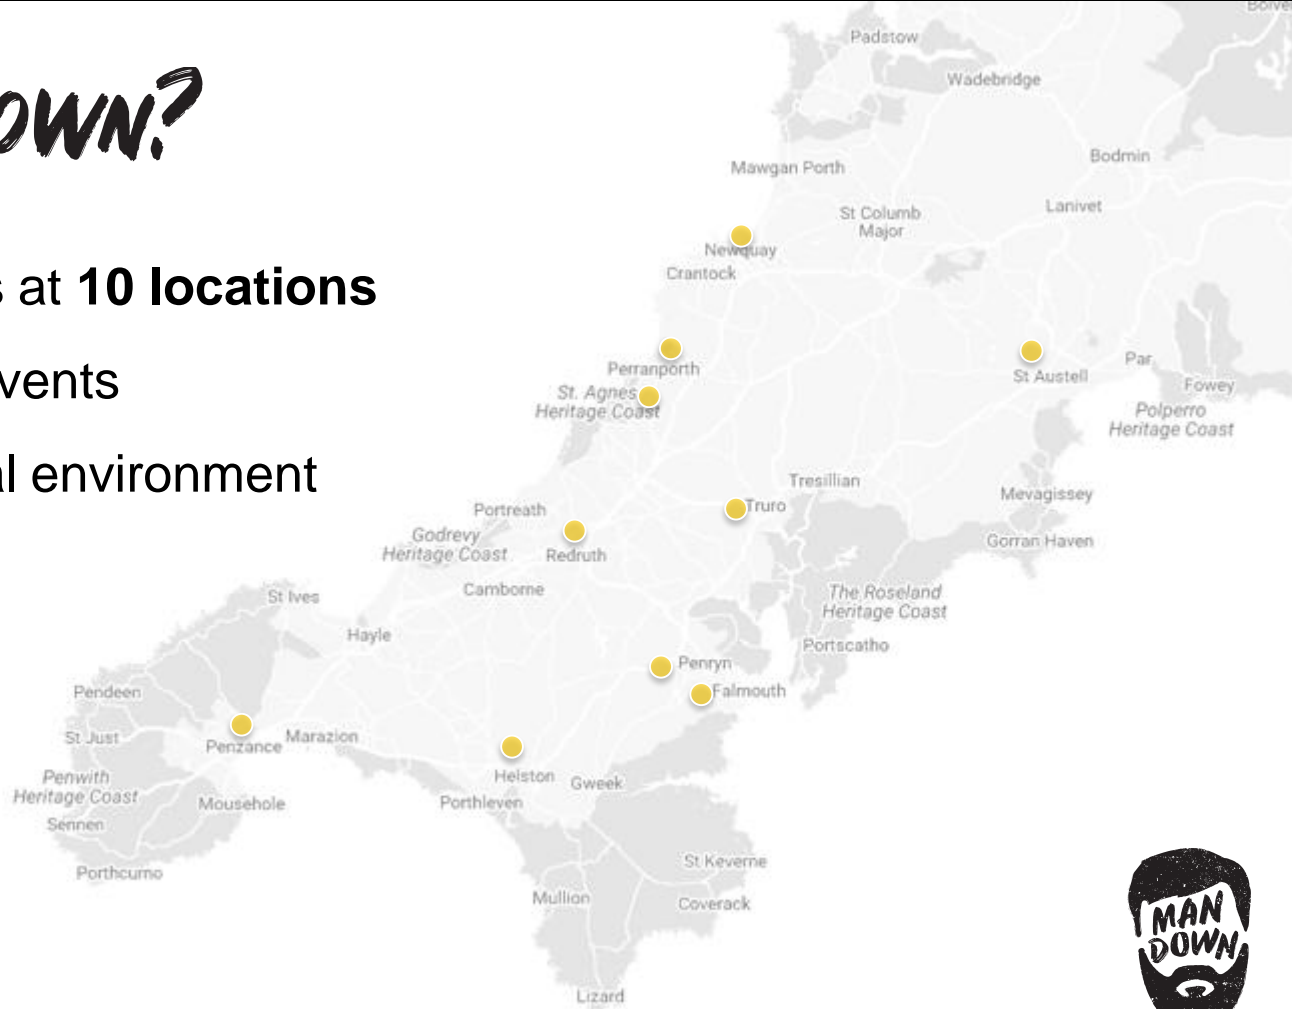 OWN?
s at 10 locations
vents
al environment
Padstow
Wadebridge
Bodmin
Mawgan Porth
Lanivet
St Columb
Major
Newquay
Crantock
Perranporth
St. Agnes
Heritage Coast
St Austell
Par
Fowey
Polperro
Heritage Coast
Tresillian
Truro
Mevagissey
Gorran Haven
Portreath
Godrevy
Heritage Coast
Redruth
Camborne
The Roseland
Heritage Coast
Portscatho
St Ives
Hayle
Penryn
Falmouth
Pendeen
St Just
Penzance
Marazion
Penwith
Heritage Coast
Mousehole
Sennen
Porthcurno
Helston
Gweek
Porthleven
St Keverne
Mullion
Coverack
Lizard
MAN
DOWN